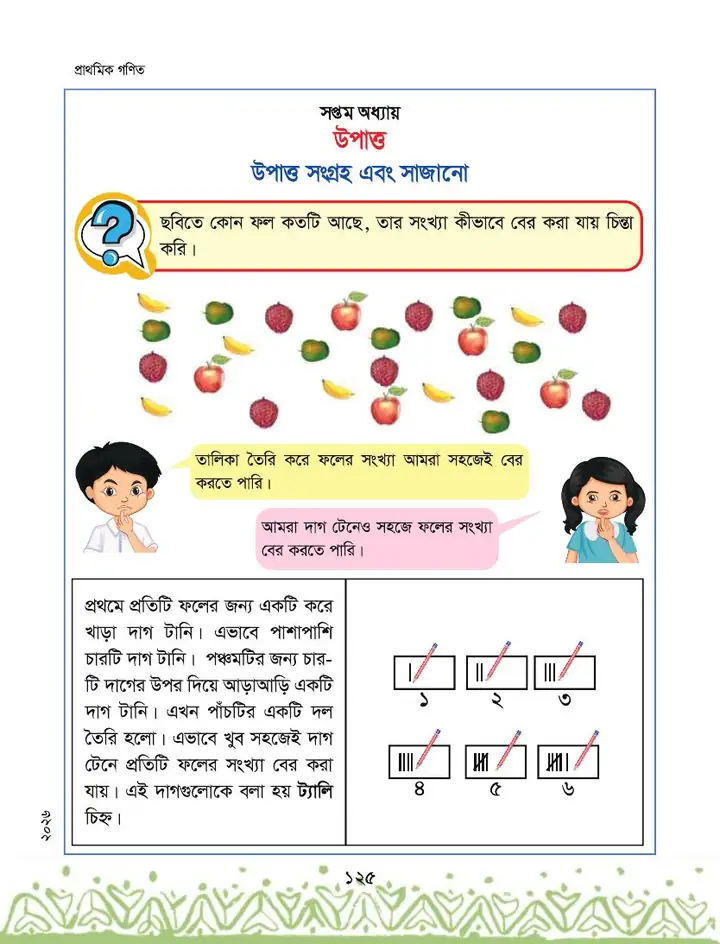 প্রাথমিক গণিত
সপ্তম অধ্যায়
উপাত্ত
উপাত্ত সংগ্রহ এবং সাজানো
?
ছবিতে কোন ফল কতটি আছে, তার সংখ্যা কীভাবে বের করা যায় চিন্তা
করি।
তালিকা তৈরি করে ফলের সংখ্যা আমরা সহজেই বের
করতে পারি।
আমরা দাগ টেনেও সহজে ফলের সংখ্যা
বের করতে পারি।
প্রথমে প্রতিটি ফলের জন্য একটি করে
খাড়া দাগ টানি। এভাবে পাশাপাশি
চারটি দাগ টানি। পঞ্চমটির জন্য চার-
টি দাগের উপর দিয়ে আড়াআড়ি একটি
দাগ টানি। এখন পাঁচটির একটি দল
তৈরি হলো। এভাবে খুব সহজেই দাগ
টেনে প্রতিটি ফলের সংখ্যা বের করা
যায়। এই দাগগুলোকে বলা হয় ট্যালি
চিহ্ন।
১ ২ ৩
৪ ৫ ৬
২০২৬
১২৫